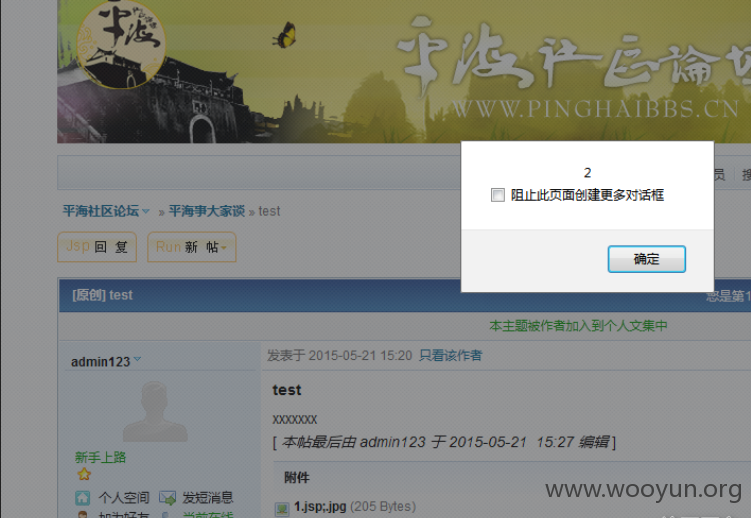 平海
平海社区論坛
WWW.PINGHAIBBS.CN
员 | 搜
2
阻止此页面创建更多对话框
确定
平海社区论坛 » 平海事大家谈 » test
Jsp 回 复 Run 新 帖
[原创] test 您是第1
本主题被作者加入到个人文集中
admin123 发表于 2015-05-21 15:20 只看该作者
test
xxxxxxx
[ 本帖最后由 admin123 于 2015-05-21 15:27 编辑 ]
新手上路
附件
个人空间 发短消息
1.jsp;.jpg (205 Bytes)
加为好友 当前在线
www.wooyun.org